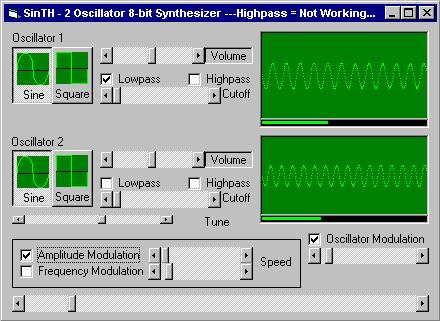 SinTH - 2 Oscillator 8-bit Synthesizer ---Highpass = Not Working...
Oscillator 1
Volume
Lowpass Highpass
Sine Square Cutoff
Oscillator 2
Volume
Lowpass Highpass
Sine Square Cutoff
Tune
Amplitude Modulation
Frequency Modulation
Speed
Oscillator Modulation